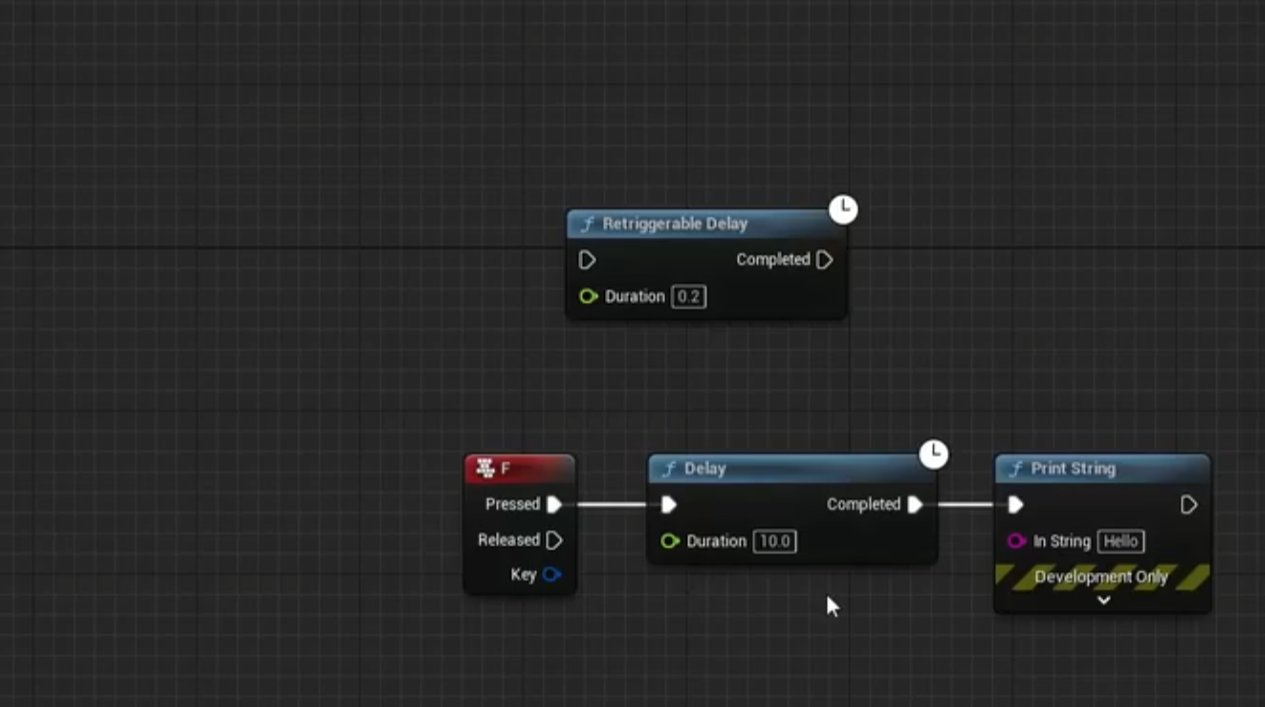 Retriggerable Delay
Completed
Duration 0.2
F
Pressed
Released
Key
Delay
Completed
Duration 10.0
Print String
In String Hello
Development Only